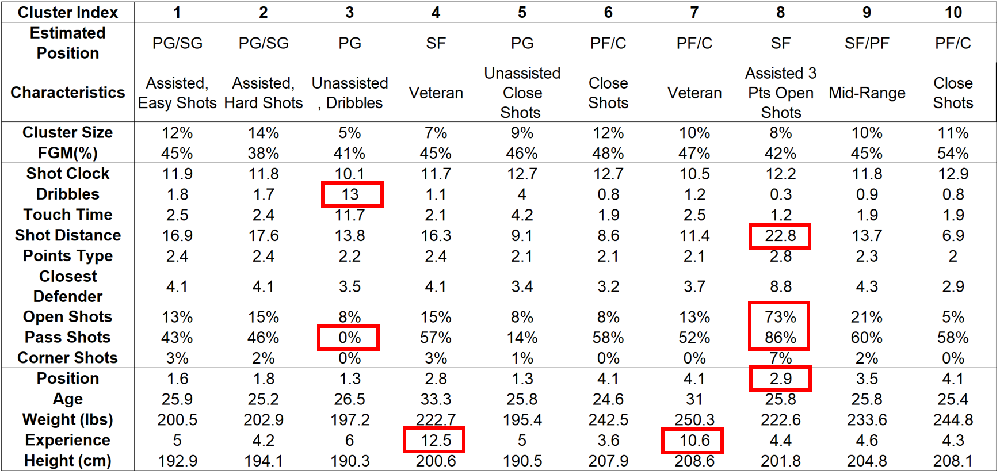 Cluster Index 1 2 3 4 5 6 7 8 9 10
Estimated Position PG/SG PG/SG PG SF PG PF/C PF/C SF SF/PF PF/C
Characteristics Assisted, Easy Shots Assisted, Hard Shots Unassisted , Dribbles Veteran Unassisted Close Shots Close Shots Veteran Assisted 3 Pts Open Shots Mid-Range Close Shots
Cluster Size 12% 14% 5% 7% 9% 12% 10% 8% 10% 11%
FGM(%) 45% 38% 41% 45% 46% 48% 47% 42% 45% 54%
Shot Clock 11.9 11.8 10.1 11.7 12.7 12.7 10.5 12.2 11.8 12.9
Dribbles 1.8 1.7 13 1.1 4 0.8 1.2 0.3 0.9 0.8
Touch Time 2.5 2.4 11.7 2.1 4.2 1.9 2.5 1.2 1.9 1.9
Shot Distance 16.9 17.6 13.8 16.3 9.1 8.6 11.4 22.8 13.7 6.9
Points Type 2.4 2.4 2.2 2.4 2.1 2.1 2.1 2.8 2.3 2
Closest Defender 4.1 4.1 3.5 4.1 3.4 3.2 3.7 8.8 4.3 2.9
Open Shots 13% 15% 8% 15% 8% 8% 13% 73% 21% 5%
Pass Shots 43% 46% 0% 57% 14% 58% 52% 86% 60% 58%
Corner Shots 3% 2% 0% 3% 1% 0% 0% 7% 2% 0%
Position 1.6 1.8 1.3 2.8 1.3 4.1 4.1 2.9 3.5 4.1
Age 25.9 25.2 26.5 33.3 25.8 24.6 31 25.8 25.8 25.4
Weight (lbs) 200.5 202.9 197.2 222.7 195.4 242.5 250.3 222.6 233.6 244.8
Experience 5 4.2 6 12.5 5 3.6 10.6 4.4 4.6 4.3
Height (cm) 192.9 194.1 190.3 200.6 190.5 207.9 208.6 201.8 204.8 208.1